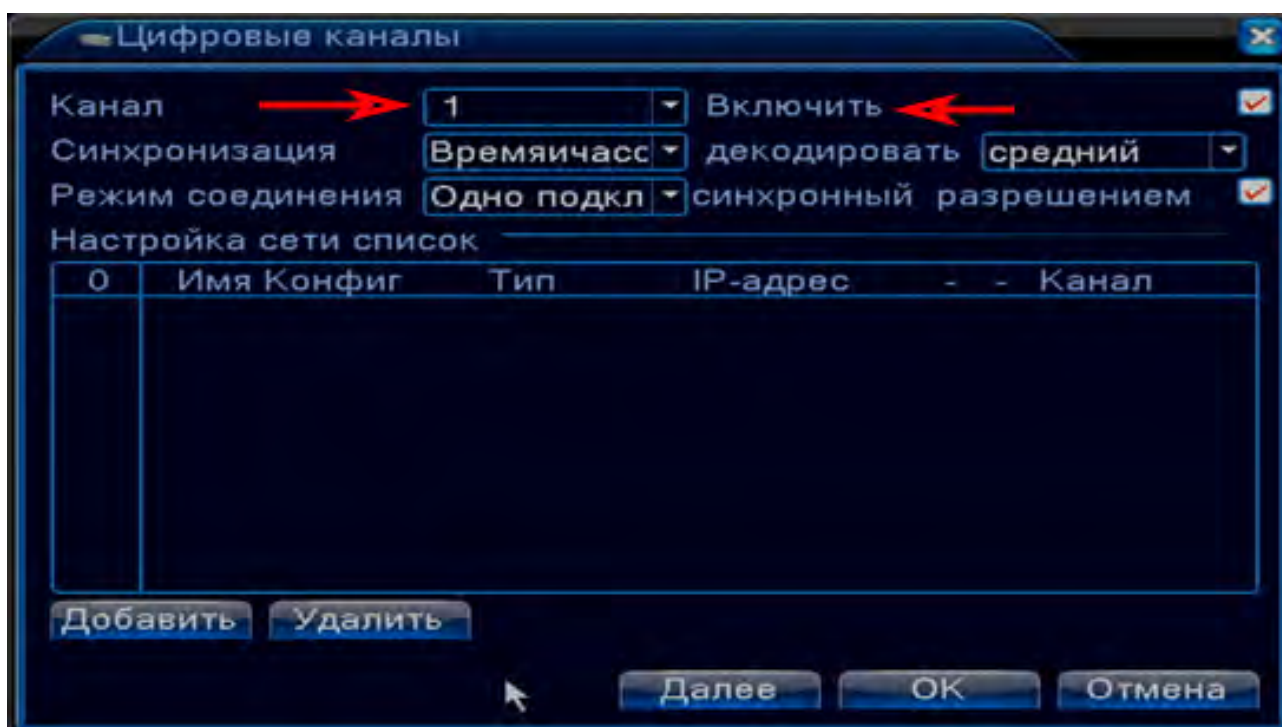 Цифровые каналы
Канал 1 Включить
Синхронизация Времяичасс декодировать средний
Режим соединения Одно подкл синхронный разрешением
Настройка сети список
0 Имя Конфиг Тип IP-адрес - - Канал
Добавить Удалить
Далее OK Отмена